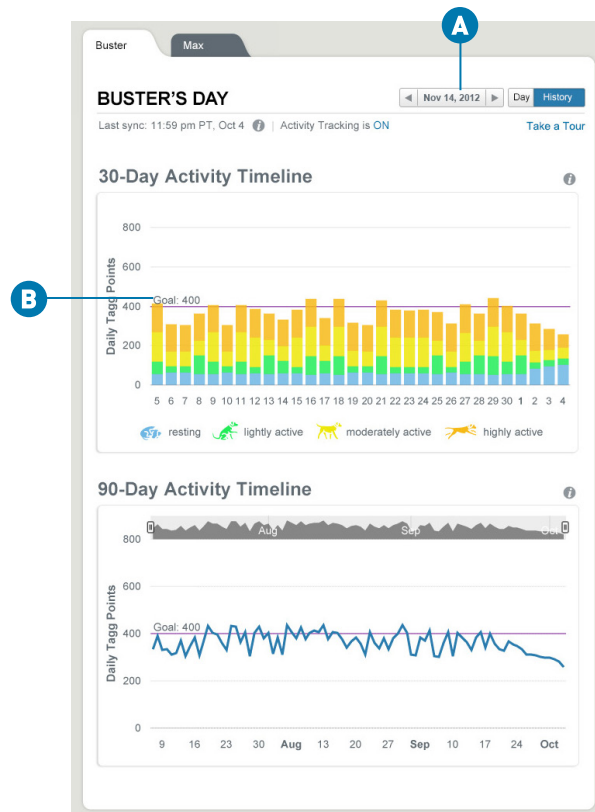 A
Buster Max
BUSTER'S DAY
Nov 14, 2012 Day History
Last sync: 11:59 pm PT, Oct 4 i | Activity Tracking is ON Take a Tour
30-Day Activity Timeline i
Daily Tagg Points
800
600
B
400
Goal: 400
200
0
5 6 7 8 9 10 11 12 13 14 15 16 17 18 19 20 21 22 23 24 25 26 27 28 29 30 1 2 3 4
resting lightly active moderately active highly active
90-Day Activity Timeline i
Aug Sep Oct
Daily Tagg Points
800
600
400
Goal: 400
200
0
9 16 23 30 Aug 13 20 27 Sep 10 17 24 Oct